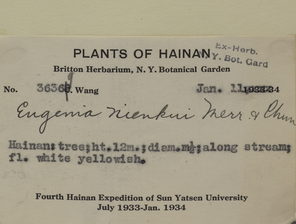 PLANTS OF HAINAN
Ex-Herb.
N.Y. Bot. Gard
Britton Herbarium, N. Y. Botanical Garden
No. Wang Jan. 11, 1934
Eugenia Nienkui Merr. & Chun
Hainan: tree; ht. 12m.; diam. ; along stream;
fl. white yellowish.
Fourth Hainan Expedition of Sun Yatsen University
July 1933-Jan. 1934